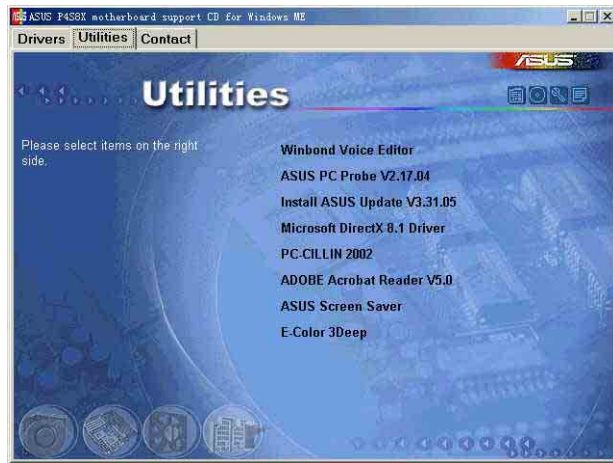 ASUS P4S8X motherboard support CD for Windows ME
Drivers Utilities Contact
ASUS
Utilities
Please select items on the right
side.
Winbond Voice Editor
ASUS PC Probe V2.17.04
Install ASUS Update V3.31.05
Microsoft DirectX 8.1 Driver
PC-CILLIN 2002
ADOBE Acrobat Reader V5.0
ASUS Screen Saver
E-Color 3Deep